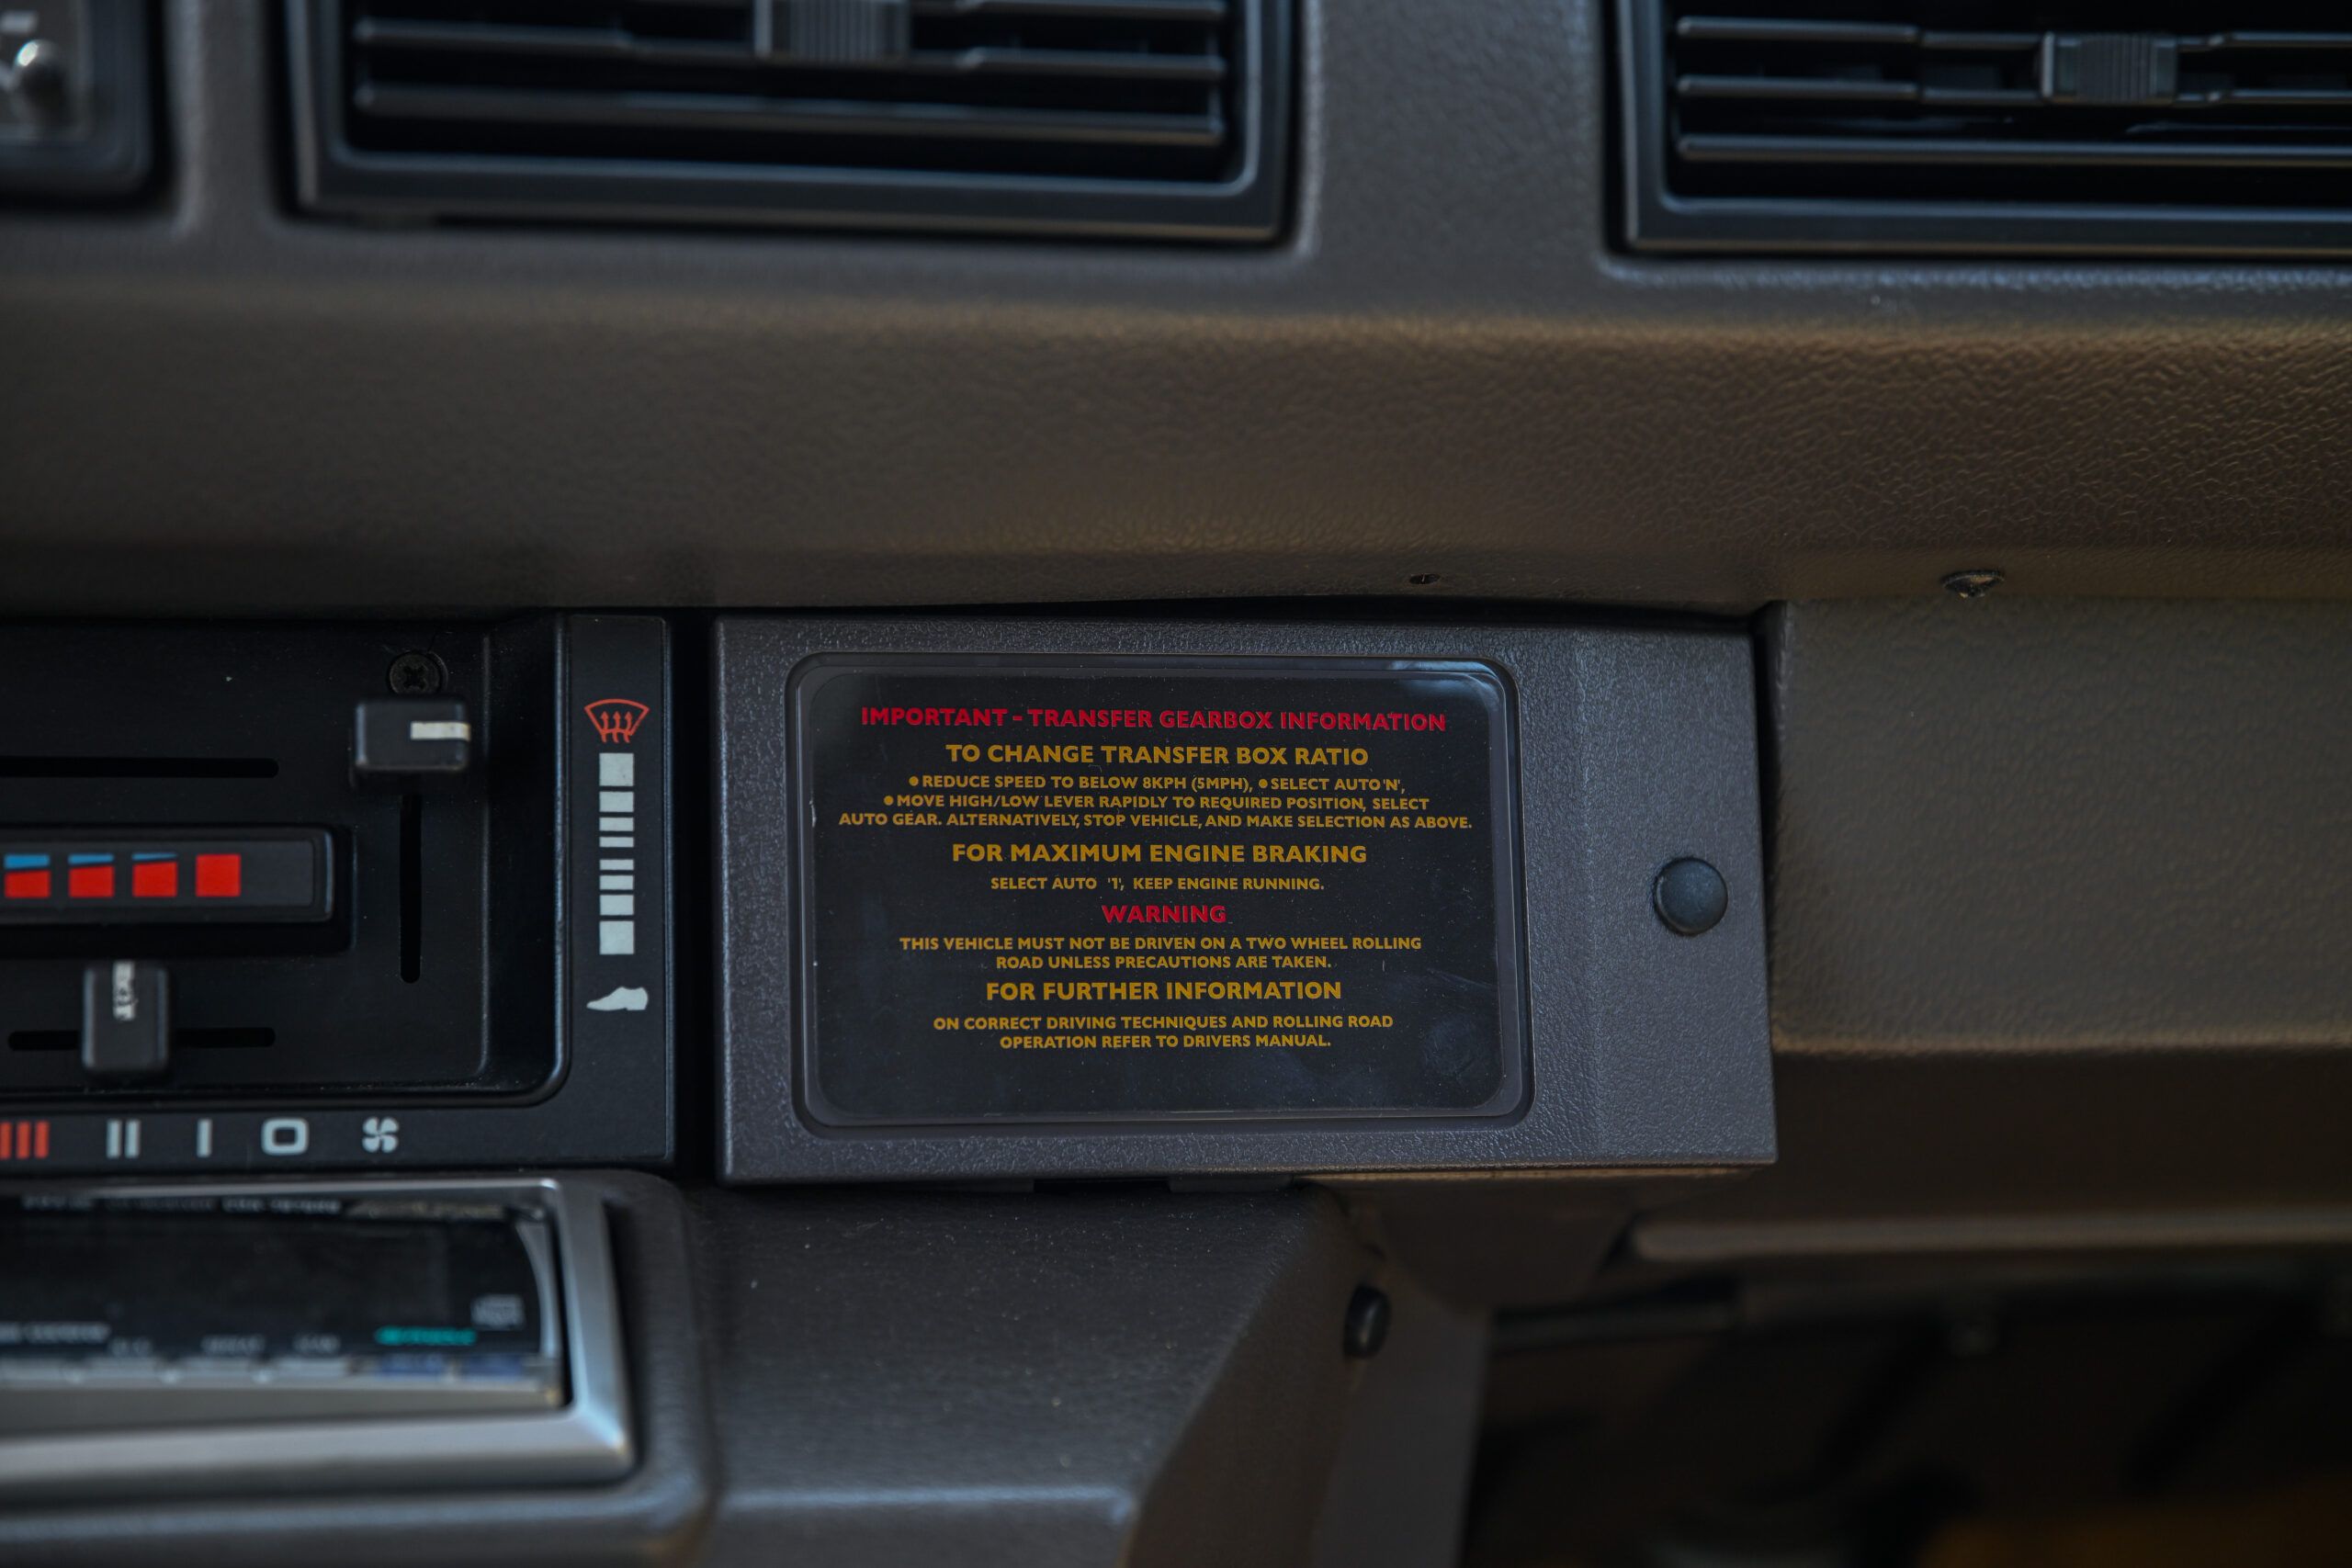 IMPORTANT - TRANSFER GEARBOX INFORMATION
TO CHANGE TRANSFER BOX RATIO
•REDUCE SPEED TO BELOW 8KPH (5MPH), •SELECT AUTO 'N',
•MOVE HIGH/LOW LEVER RAPIDLY TO REQUIRED POSITION, SELECT
AUTO GEAR. ALTERNATIVELY, STOP VEHICLE, AND MAKE SELECTION AS ABOVE.
FOR MAXIMUM ENGINE BRAKING
SELECT AUTO '1', KEEP ENGINE RUNNING.
WARNING
THIS VEHICLE MUST NOT BE DRIVEN ON A TWO WHEEL ROLLING
ROAD UNLESS PRECAUTIONS ARE TAKEN.
FOR FURTHER INFORMATION
ON CORRECT DRIVING TECHNIQUES AND ROLLING ROAD
OPERATION REFER TO DRIVERS MANUAL.
III II I O